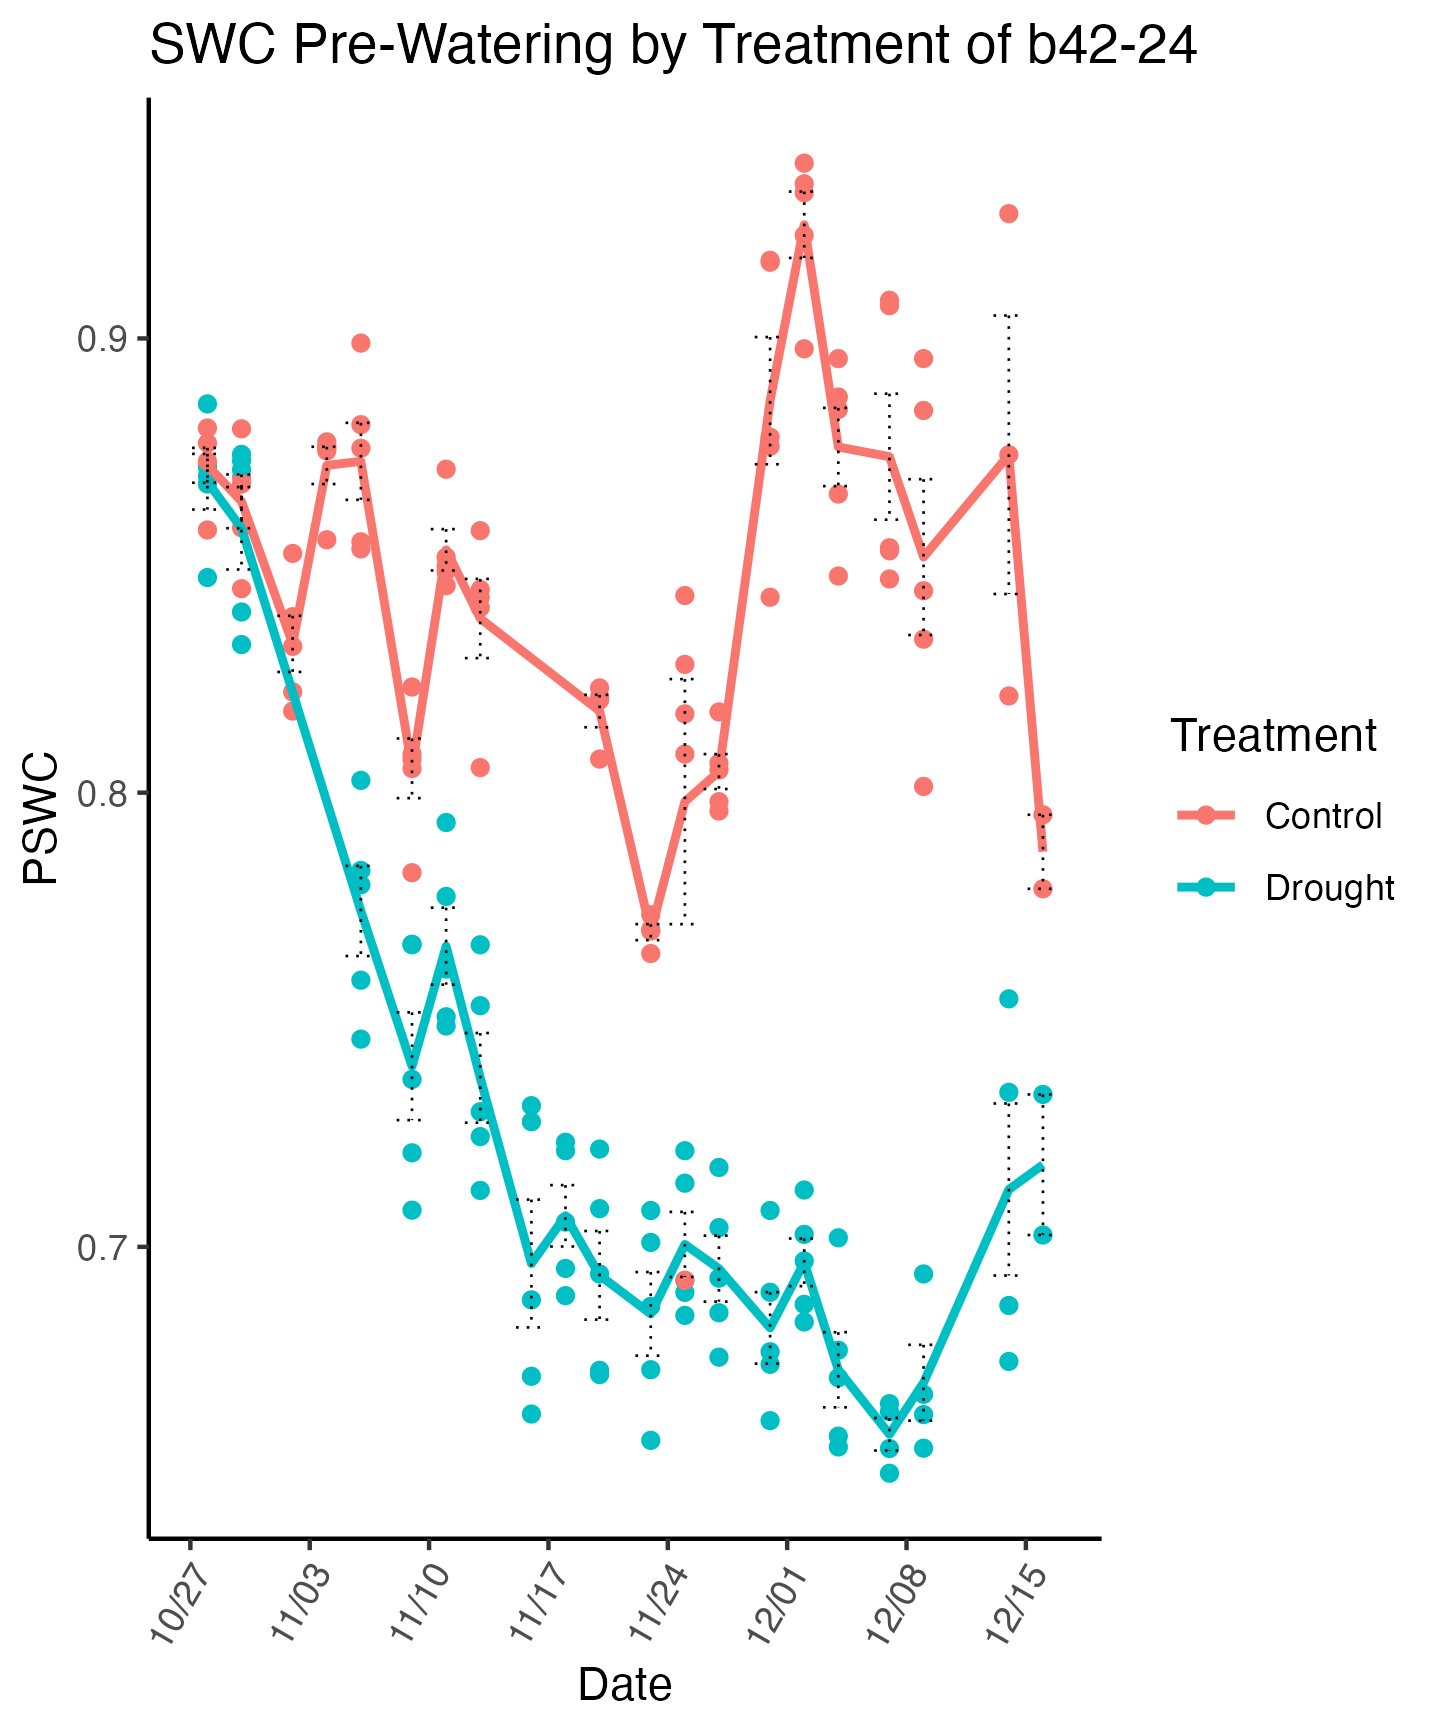 SWC Pre-Watering by Treatment of b42-24
PSWC
0.9
0.8
0.7
10/27
11/03
11/10
11/17
11/24
12/01
12/08
12/15
Date
Treatment
Control
Drought